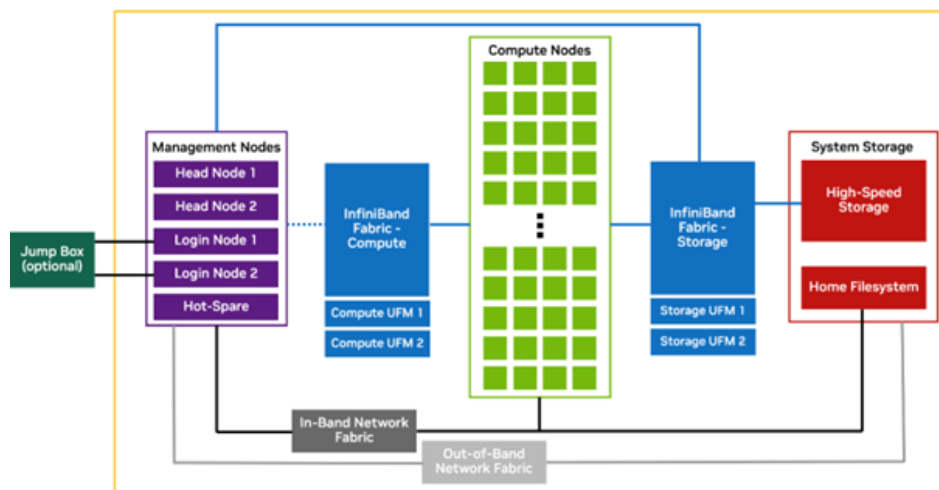 Compute Nodes
Management Nodes
Head Node 1
Head Node 2
Login Node 1
Login Node 2
Hot-Spare
Jump Box
(optional)
InfiniBand
Fabric -
Compute
Compute UFM 1
Compute UFM 2
InfiniBand
Fabric -
Storage
Storage UFM 1
Storage UFM 2
System Storage
High-Speed
Storage
Home Filesystem
In-Band Network
Fabric
Out-of-Band
Network Fabric